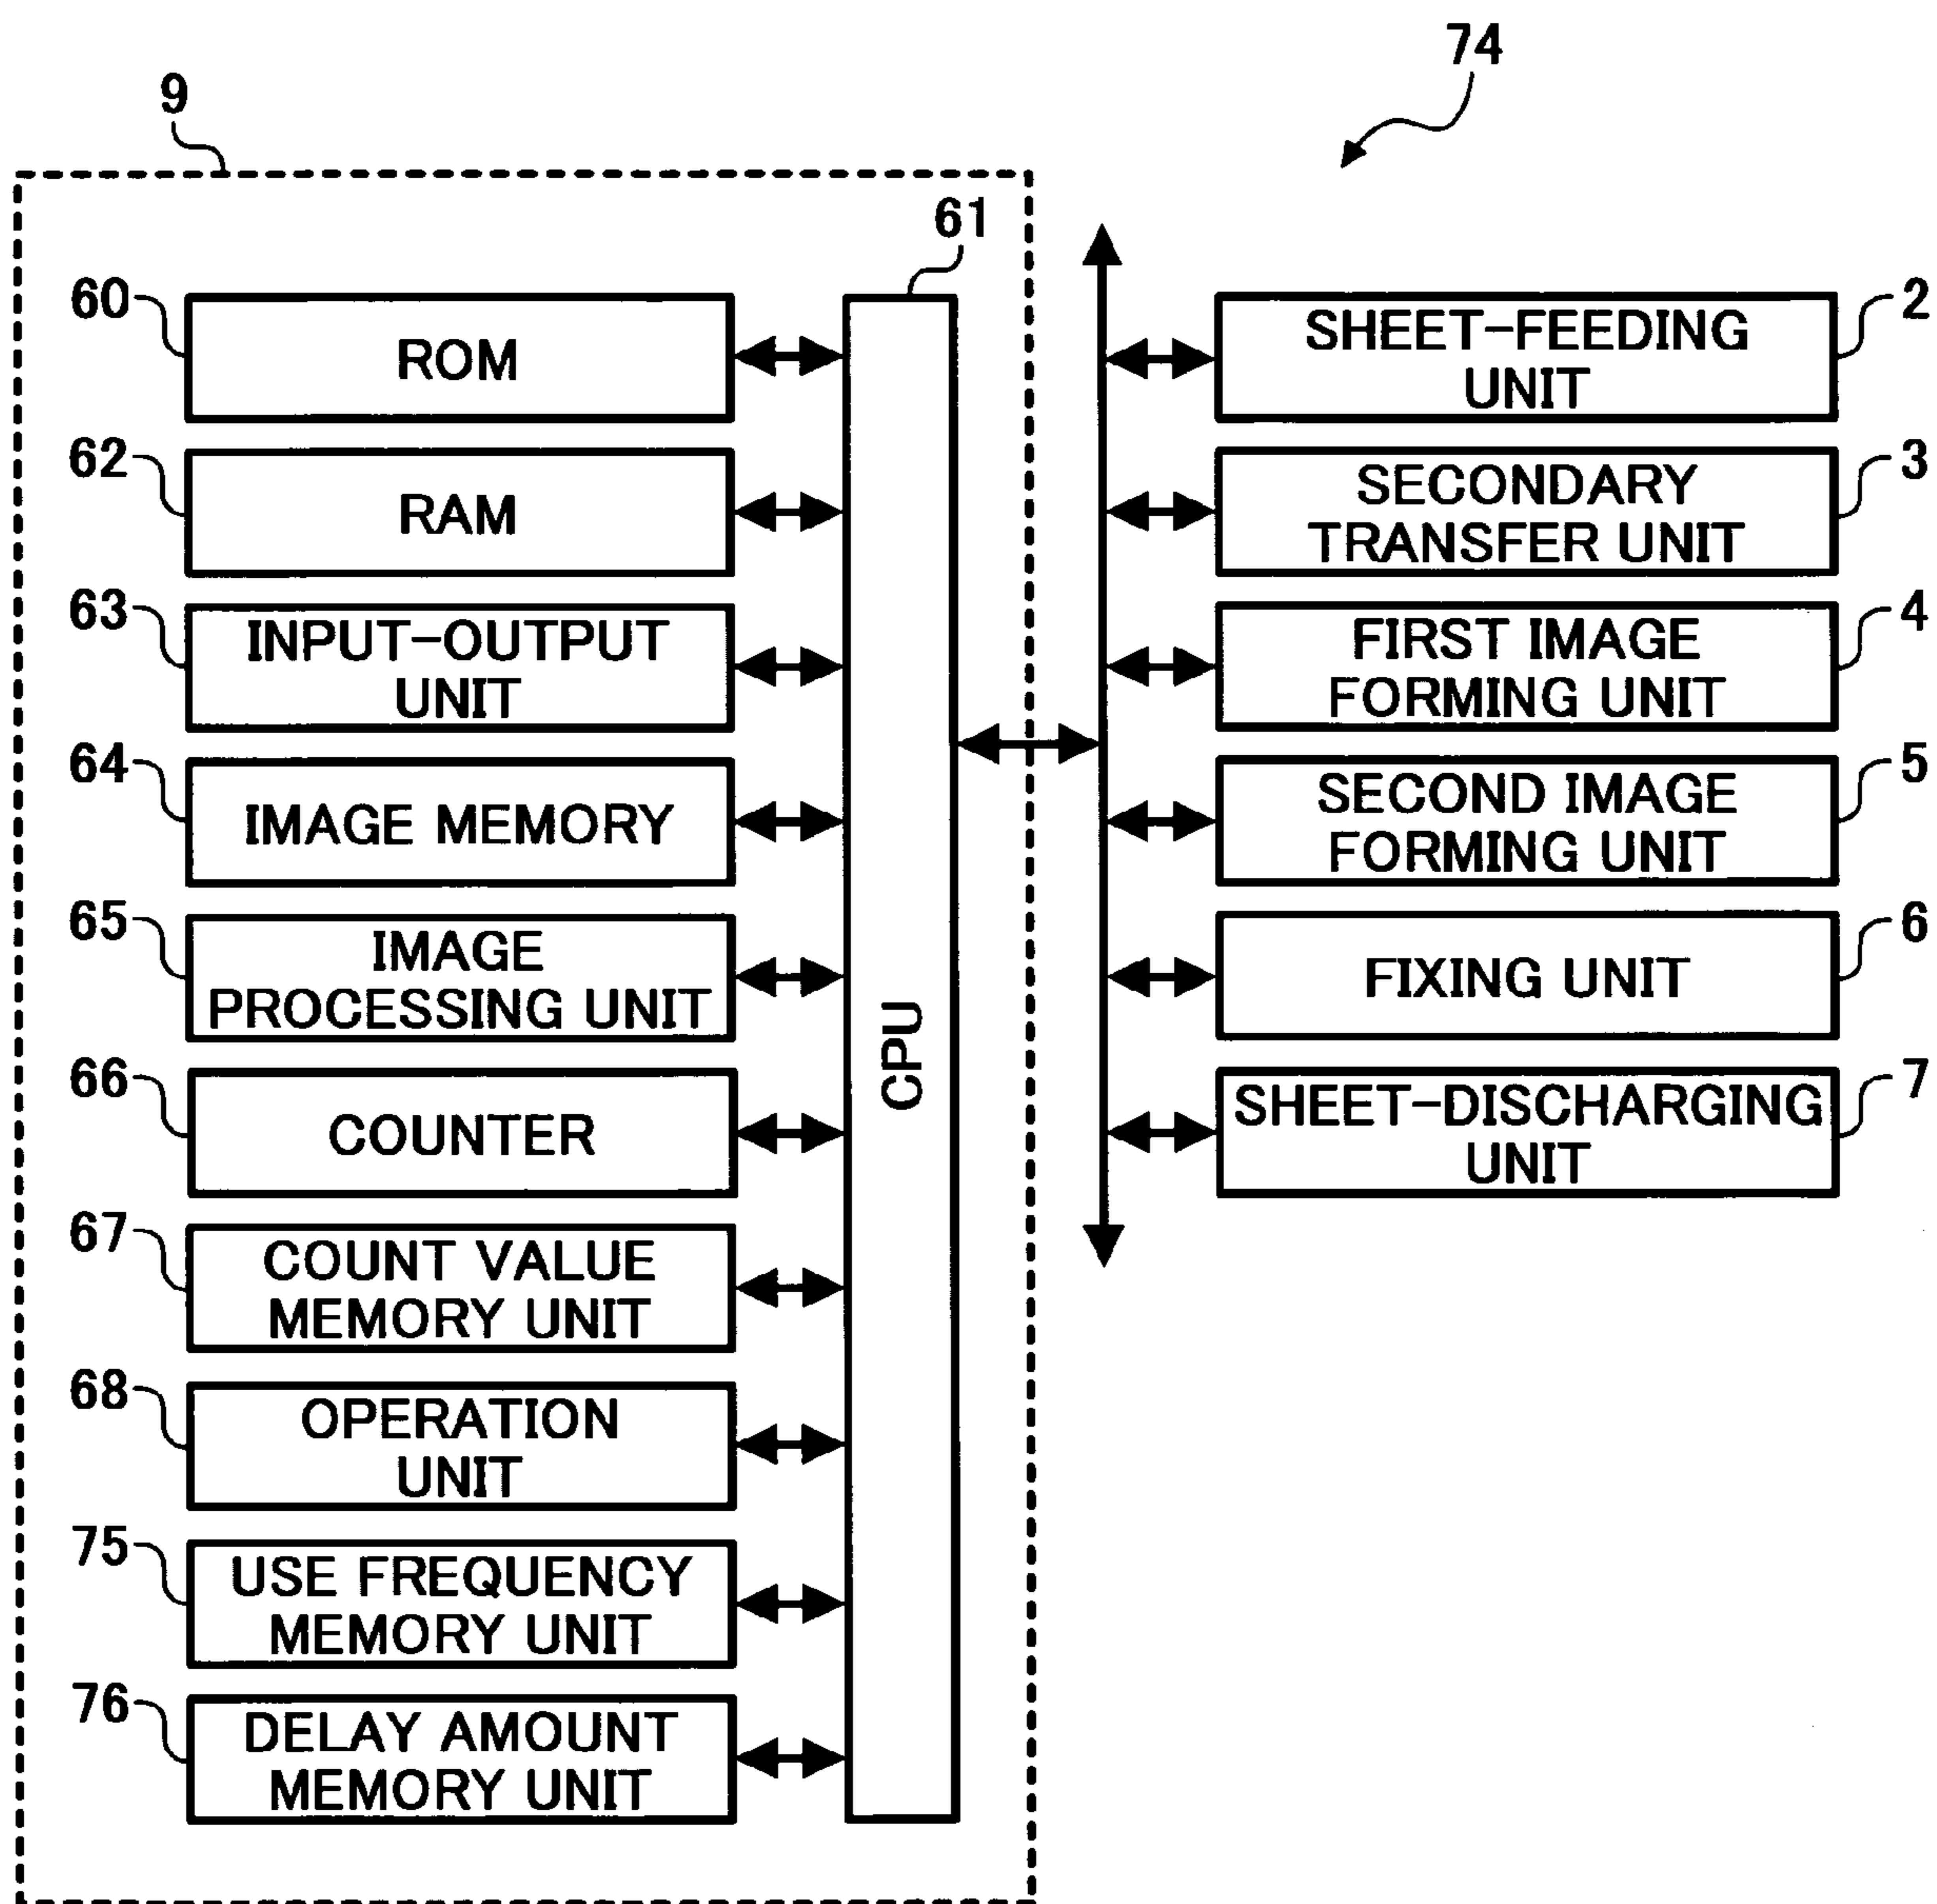 74
9
61
60
ROM
62
RAM
63
INPUT-OUTPUT
UNIT
64
IMAGE MEMORY
65
IMAGE
PROCESSING UNIT
66
COUNTER
67
COUNT VALUE
MEMORY UNIT
68
OPERATION
UNIT
75
USE FREQUENCY
MEMORY UNIT
76
DELAY AMOUNT
MEMORY UNIT
CPU
2
SHEET-FEEDING
UNIT
3
SECONDARY
TRANSFER UNIT
4
FIRST IMAGE
FORMING UNIT
5
SECOND IMAGE
FORMING UNIT
6
FIXING UNIT
7
SHEET-DISCHARGING
UNIT